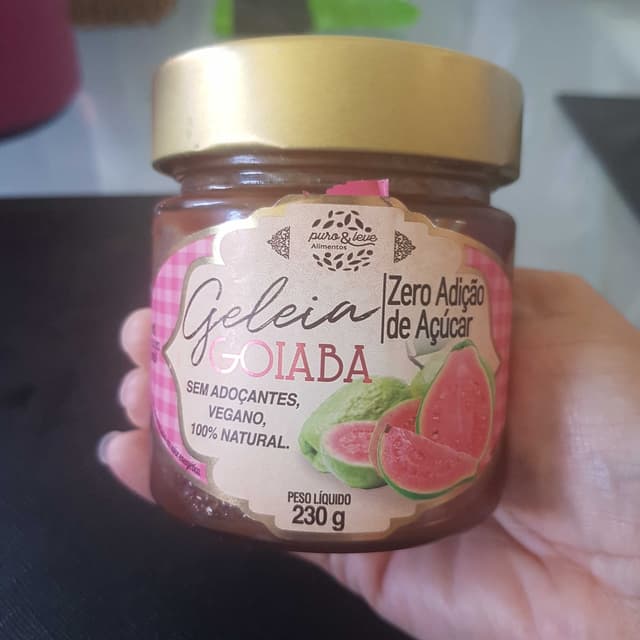 puro&leve
Alimentos
Geleia
GOIABA
Zero Adição
de Açúcar
SEM ADOÇANTES,
VEGANO,
100% NATURAL.
PESO LÍQUIDO
230 g